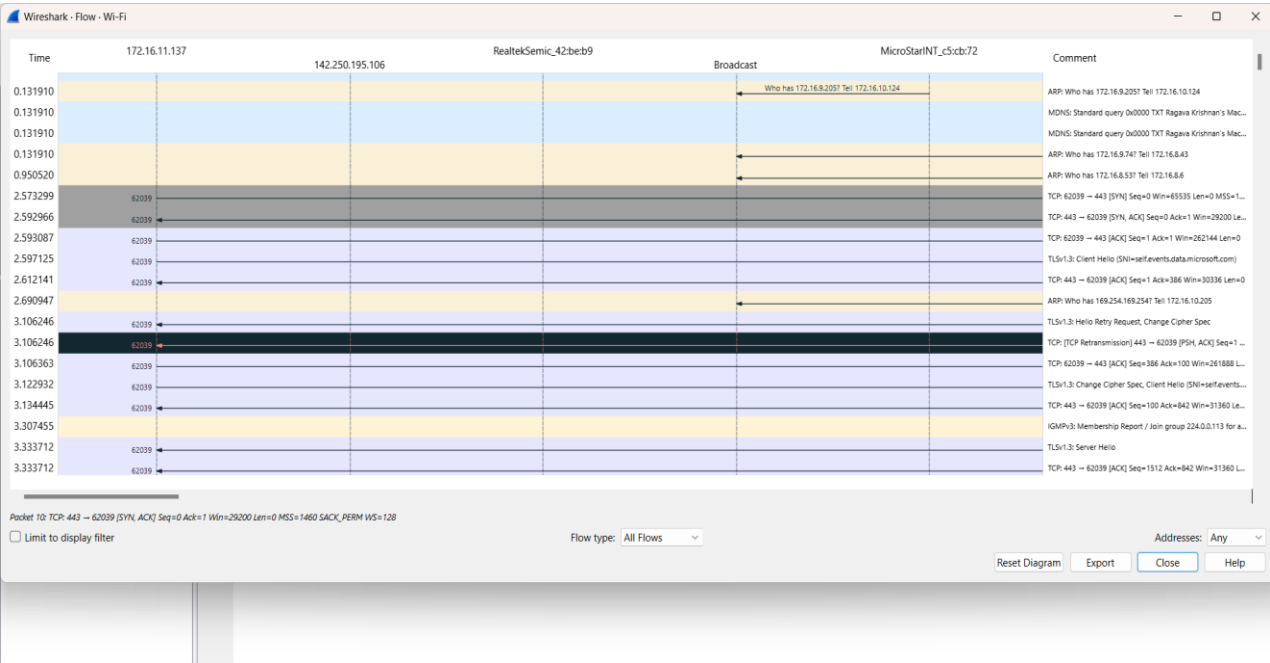 Wireshark · Flow · Wi-Fi
Time 172.16.11.137 142.250.195.106 RealtekSemic_42:be:b9 Broadcast MicroStarINT_c5:cb:72 Comment
0.131910 Who has 172.16.9.205? Tell 172.16.10.124 ARP: Who has 172.16.9.205? Tell 172.16.10.124
0.131910 MDNS: Standard query 0x0000 TXT Ragava Krishnan's Mac...
0.131910 MDNS: Standard query 0x0000 TXT Ragava Krishnan's Mac...
0.131910 ARP: Who has 172.16.9.74? Tell 172.16.8.43
0.950520 ARP: Who has 172.16.8.53? Tell 172.16.8.6
2.573299 62039 TCP: 62039 → 443 [SYN] Seq=0 Win=65535 Len=0 MSS=1...
2.592966 62039 TCP: 443 → 62039 [SYN, ACK] Seq=0 Ack=1 Win=29200 Le...
2.593087 62039 TCP: 62039 → 443 [ACK] Seq=1 Ack=1 Win=262144 Len=0
2.597125 62039 TLSv1.3: Client Hello (SNI=self.events.data.microsoft.com)
2.612141 62039 TCP: 443 → 62039 [ACK] Seq=1 Ack=386 Win=30336 Len=0
2.690947 ARP: Who has 169.254.169.254? Tell 172.16.10.205
3.106246 62039 TLSv1.3: Hello Retry Request, Change Cipher Spec
3.106246 62039 TCP: [TCP Retransmission] 443 → 62039 [PSH, ACK] Seq=1 ...
3.106363 62039 TCP: 62039 → 443 [ACK] Seq=386 Ack=100 Win=261888 L...
3.122932 62039 TLSv1.3: Change Cipher Spec, Client Hello (SNI=self.events....
3.134445 62039 TCP: 443 → 62039 [ACK] Seq=100 Ack=842 Win=31360 Le...
3.307455 IGMPv3: Membership Report / Join group 224.0.0.113 for a...
3.333712 62039 TLSv1.3: Server Hello
3.333712 62039 TCP: 443 → 62039 [ACK] Seq=1512 Ack=842 Win=31360 L...
Packet 10: TCP: 443 → 62039 [SYN, ACK] Seq=0 Ack=1 Win=29200 Len=0 MSS=1460 SACK_PERM WS=128
Limit to display filter Flow type: All Flows Addresses: Any
Reset Diagram Export Close Help